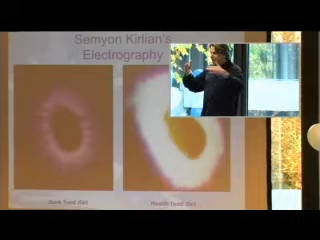 Semyon Kirlian's
Electrography
Junk food diet
Health food diet